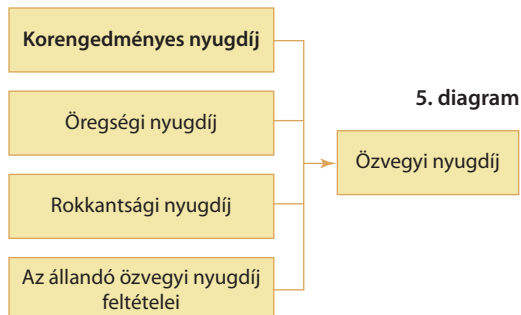 Korengedményes nyugdíj
5. diagram
Öregségi nyugdíj
Özvegyi nyugdíj
Rokkantsági nyugdíj
Az állandó özvegyi nyugdíj
feltételei